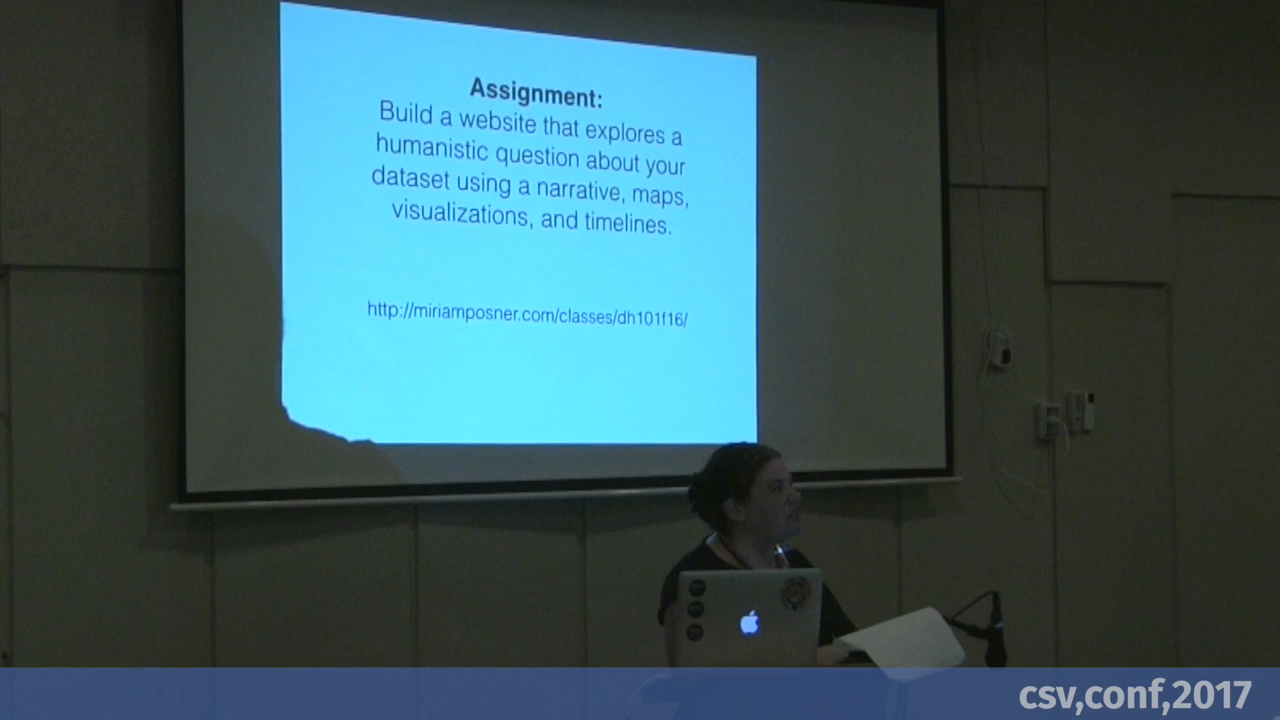 Assignment:
Build a website that explores a
humanistic question about your
dataset using a narrative, maps,
visualizations, and timelines.
http://miriamposner.com/classes/dh101f16/
csv,conf,2017